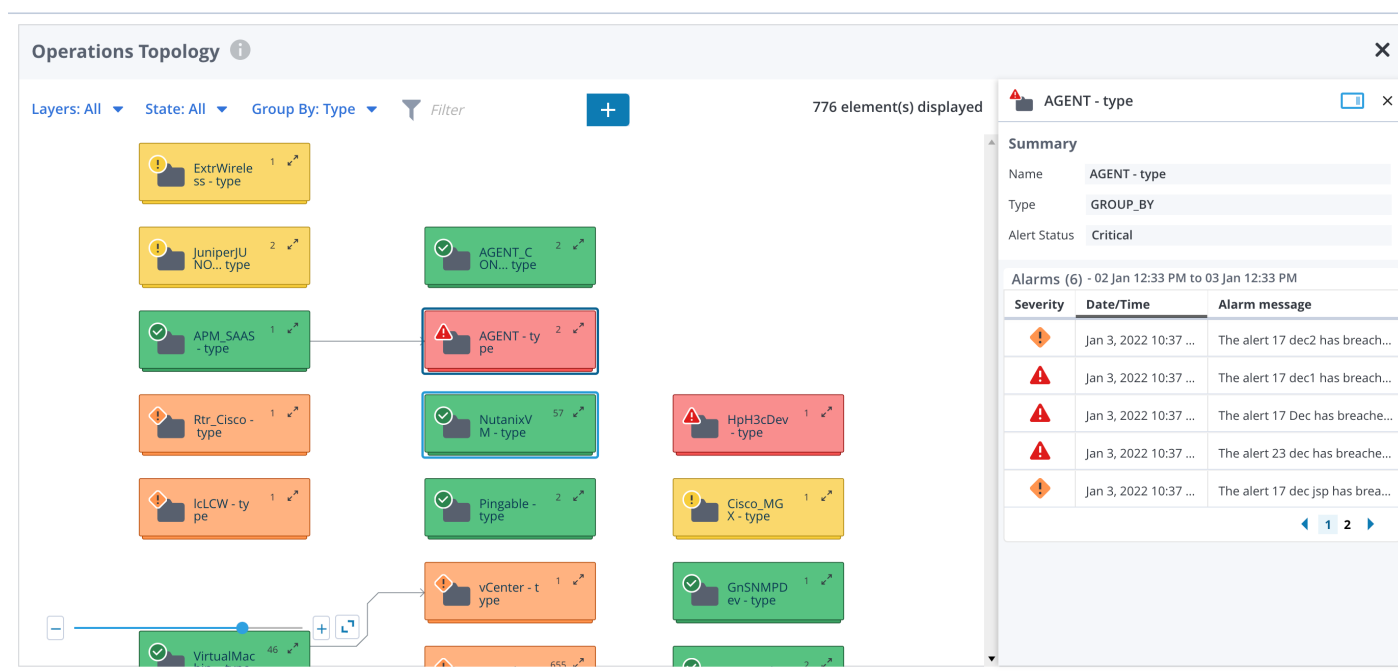 Operations Topology
Layers: All
State: All
Group By: Type
Filter
+
776 element(s) displayed
ExtrWirele
ss - type
1
JuniperJU
NO... type
2
AGENT_C
ON... type
2
APM_SAAS
- type
1
AGENT - ty
pe
2
Rtr_Cisco -
type
1
NutanixV
M - type
57
HpH3cDev
- type
1
IcLCW - ty
pe
1
Pingable -
type
2
Cisco_MG
X - type
1
vCenter - t
ype
1
GnSNMPD
ev - type
1
VirtualMac
46
655
2
AGENT - type
Summary
Name AGENT - type
Type GROUP_BY
Alert Status Critical
Alarms (6) - 02 Jan 12:33 PM to 03 Jan 12:33 PM
Severity Date/Time Alarm message
Jan 3, 2022 10:37 ... The alert 17 dec2 has breach...
Jan 3, 2022 10:37 ... The alert 17 dec1 has breach...
Jan 3, 2022 10:37 ... The alert 17 Dec has breache...
Jan 3, 2022 10:37 ... The alert 23 dec has breache...
Jan 3, 2022 10:37 ... The alert 17 dec jsp has brea...
1 2